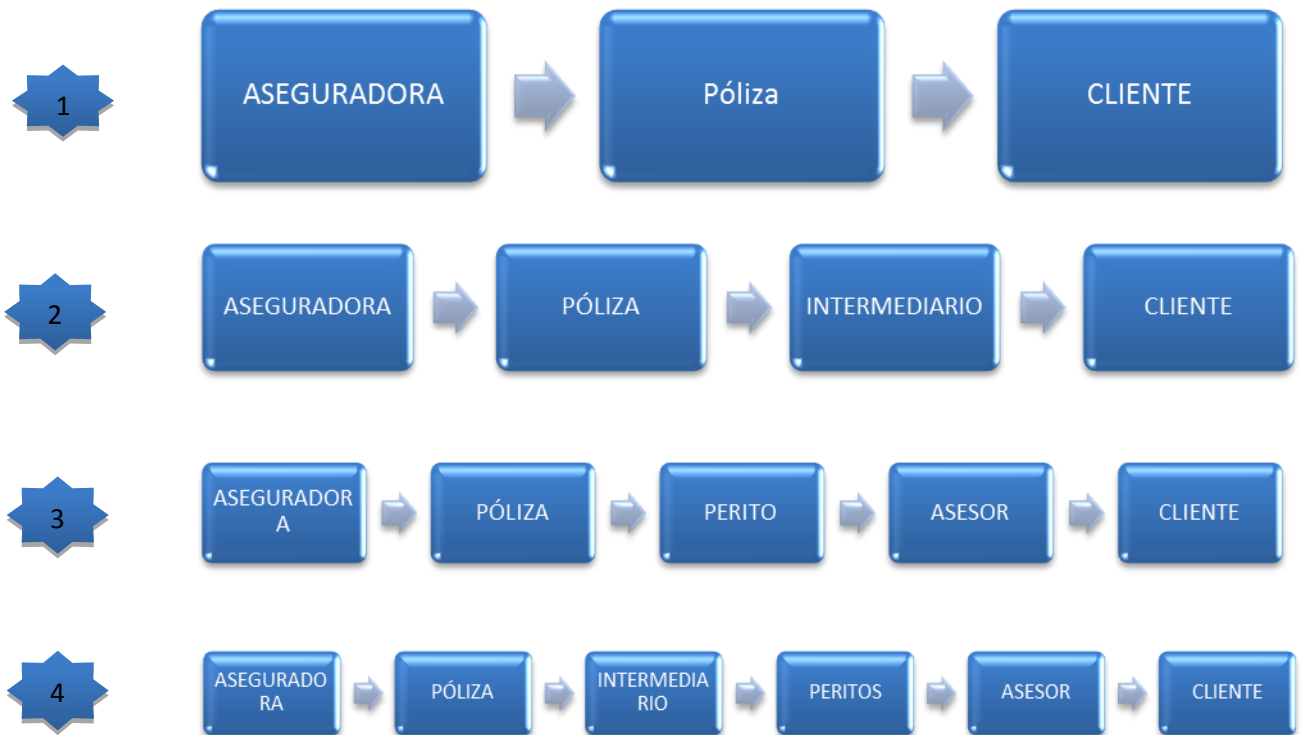 1
ASEGURADORA
Póliza
CLIENTE
2
ASEGURADORA
PÓLIZA
INTERMEDIARIO
CLIENTE
3
ASEGURADOR
A
PÓLIZA
PERITO
ASESOR
CLIENTE
4
ASEGURADO
RA
PÓLIZA
INTERMEDIA
RIO
PERITOS
ASESOR
CLIENTE